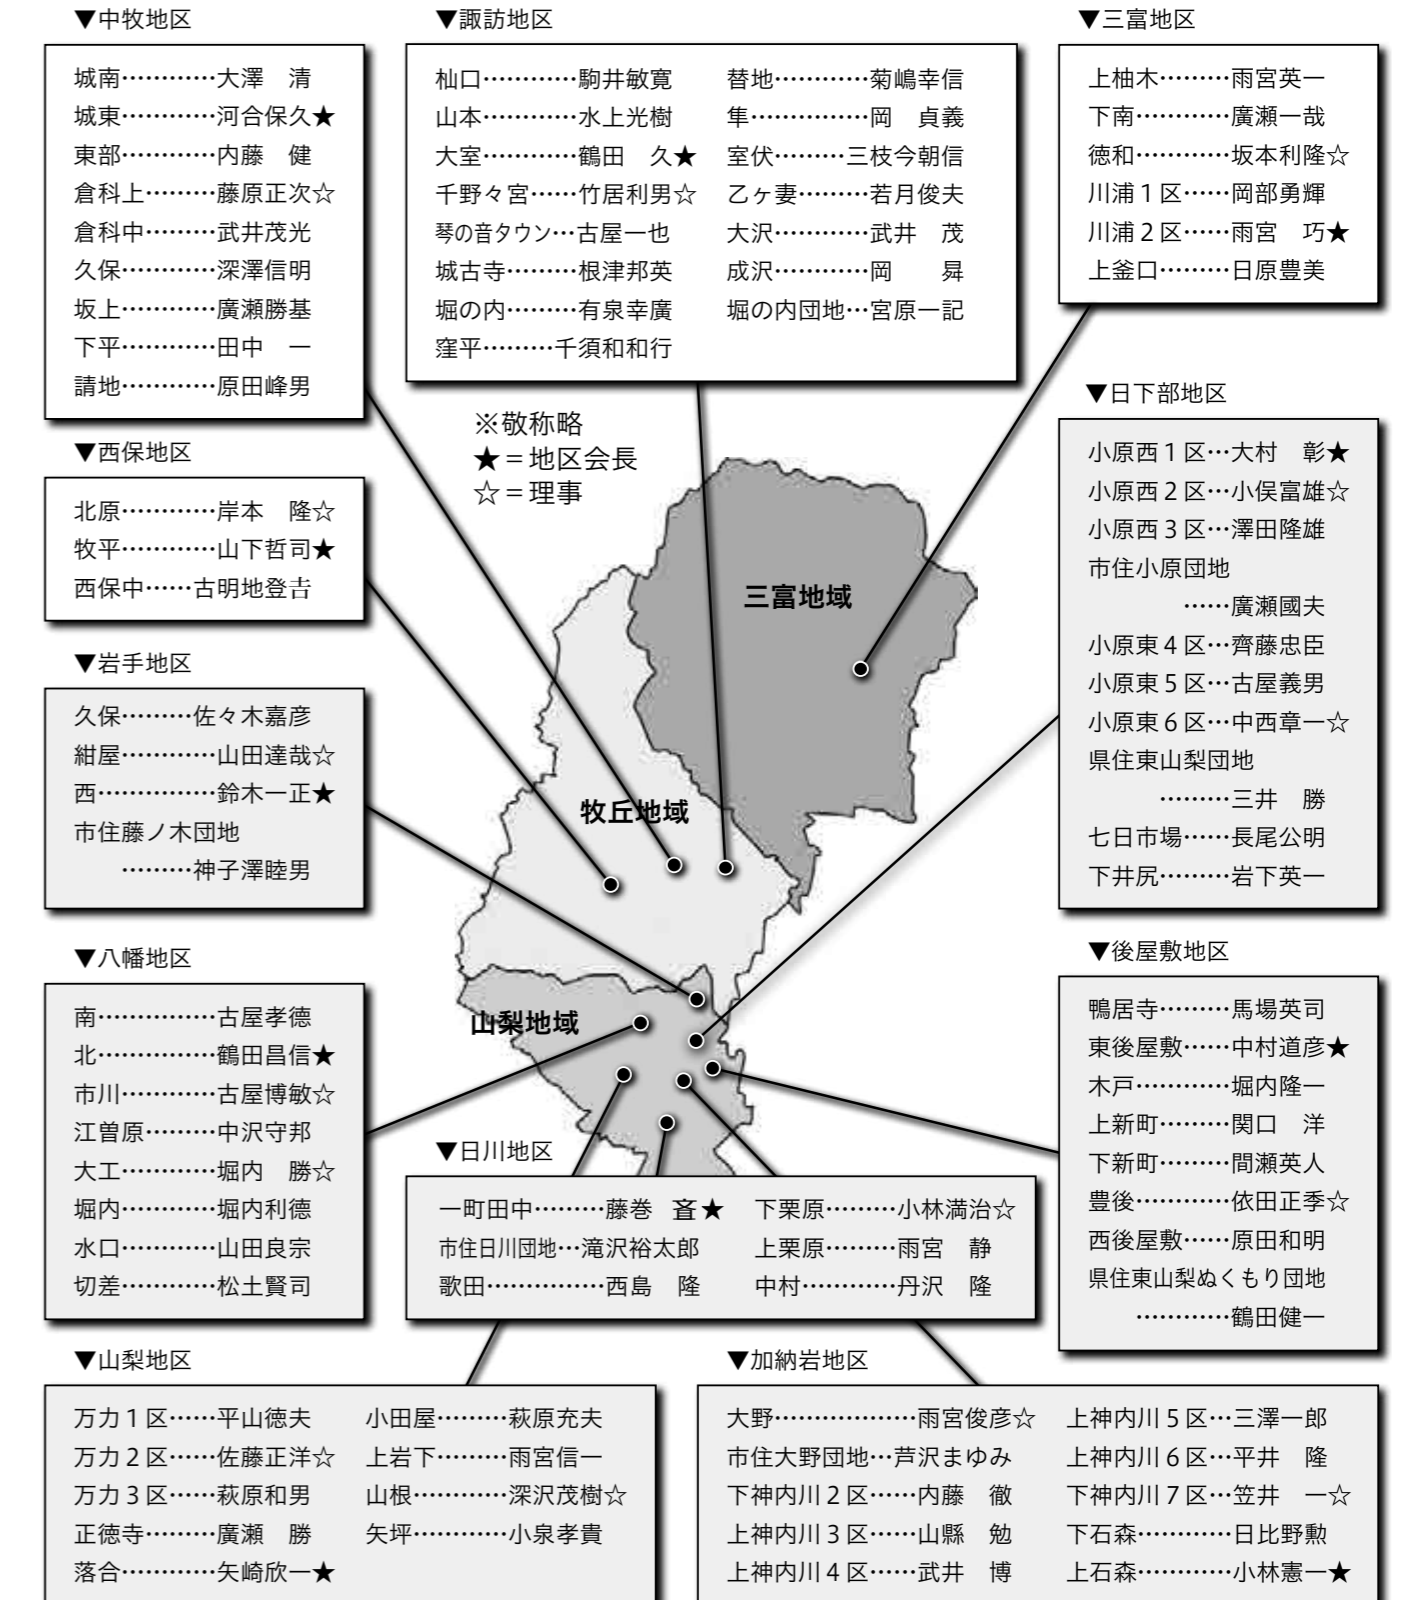 ▼中牧地区
城南…………大澤　清
城東…………河合保久★
東部…………内藤　健
倉科上………藤原正次☆
倉科中………武井茂光
久保…………深澤信明
坂上…………廣瀬勝基
下平…………田中　一
請地…………原田峰男
▼諏訪地区
杣口…………駒井敏寛
山本…………水上光樹
大室…………鶴田　久★
千野々宮……竹居利男☆
琴の音タウン…古屋一也
城古寺………根津邦英
堀の内………有泉幸廣
窪平………千須和和行
替地…………菊嶋幸信
隼……………岡　貞義
室伏………三枝今朝信
乙ヶ妻………若月俊夫
大沢…………武井　茂
成沢…………岡　　曻
堀の内団地…宮原一記
▼三富地区
上柚木………雨宮英一
下南…………廣瀬一哉
徳和…………坂本利隆☆
川浦１区……岡部勇輝
川浦２区……雨宮　巧★
上釜口………日原豊美
※敬称略
★＝地区会長
☆＝理事
▼西保地区
北原…………岸本　隆☆
牧平…………山下哲司★
西保中……古明地登𠮷
▼日下部地区
小原西１区…大村　彰★
小原西２区…小俣富雄☆
小原西３区…澤田隆雄
市住小原団地
……廣瀬國夫
小原東４区…齊藤忠臣
小原東５区…古屋義男
小原東６区…中西章一☆
県住東山梨団地
………三井　勝
七日市場……長尾公明
下井尻………岩下英一
三富地域
牧丘地域
山梨地域
▼岩手地区
久保………佐々木嘉彦
紺屋…………山田達哉☆
西……………鈴木一正★
市住藤ノ木団地
………神子澤睦男
▼八幡地区
南……………古屋孝德
北……………鶴田昌信★
市川…………古屋博敏☆
江曽原………中沢守邦
大工…………堀内　勝☆
堀内…………堀内利德
水口…………山田良宗
切差…………松土賢司
▼後屋敷地区
鴨居寺………馬場英司
東後屋敷……中村道彦★
木戸…………堀内隆一
上新町………関口　洋
下新町………間瀬英人
豊後…………依田正季☆
西後屋敷……原田和明
県住東山梨ぬくもり団地
…………鶴田健一
▼日川地区
一町田中………藤巻　★
市住日川団地…滝沢裕太郎
歌田……………西島　隆
下栗原………小林満治☆
上栗原………雨宮　静
中村…………丹沢　隆
▼山梨地区
万力１区……平山徳夫
万力２区……佐藤正洋☆
万力３区……萩原和男
正徳寺………廣瀬　勝
落合…………矢崎欣一★
小田屋………萩原充夫
上岩下………雨宮信一
山根…………深沢茂樹☆
矢坪…………小泉孝貴
▼加納岩地区
大野………………雨宮俊彦☆
市住大野団地…芦沢まゆみ
下神内川２区……内藤　徹
上神内川３区……山縣　勉
上神内川４区……武井　博
上神内川５区…三澤一郎
上神内川６区…平井　隆
下神内川７区…笠井　一☆
下石森…………日比野勲
上石森…………小林憲一★